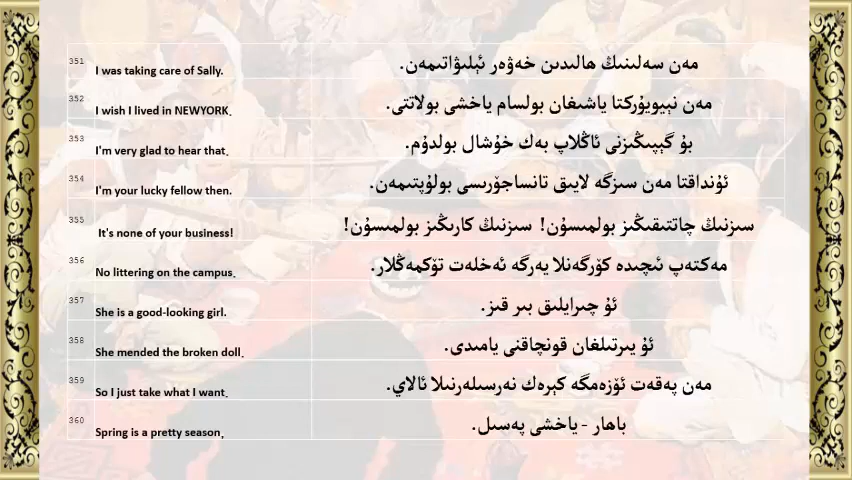 351 I was taking care of Sally. مەن سەلىنىڭ ھالىدىن خەۋەر ئېلىۋاتىمەن.
352 I wish I lived in NEWYORK. مەن نېيويۇركتا ياشىغان بولسام ياخشى بولاتتى.
353 I'm very glad to hear that. بۇ گېپىڭىزنى ئاڭلاپ بەك خۇشال بولدۇم.
354 I'm your lucky fellow then. ئۇنداقتا مەن سىزگە لايىق تانساجۆرىسى بولۇپتىمەن.
355 It's none of your business! سىزنىڭ چاتتىقىڭىز بولمىسۇن! سىزنىڭ كارىڭىز بولمىسۇن!
356 No littering on the campus. مەكتەپ ئىچىدە كۆرگەنلا يەرگە ئەخلەت تۆكمەڭلار.
357 She is a good-looking girl. ئۇ چىرايلىق بىر قىز.
358 She mended the broken doll. ئۇ يىرتىلغان قونچاقنى يامىدى.
359 So I just take what I want. مەن پەقەت ئۆزەمگە كېرەك نەرسىلەرنىلا ئالاي.
360 Spring is a pretty season. باھار - ياخشى پەسىل.